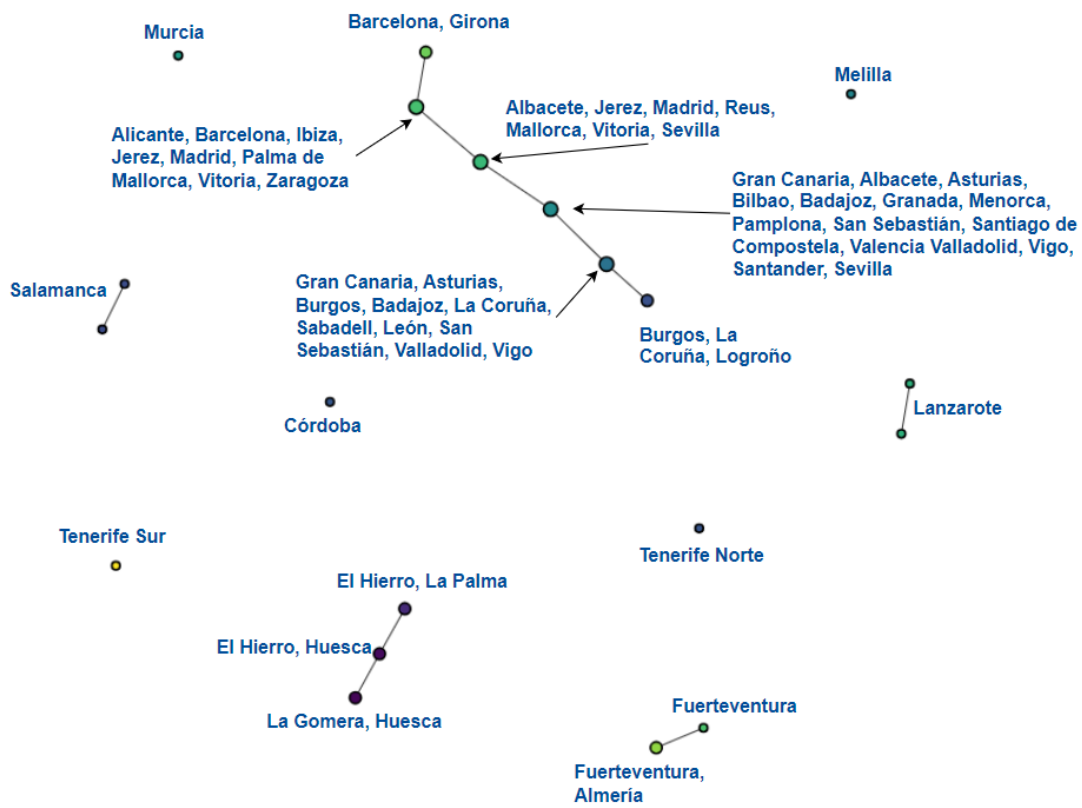 Barcelona, Girona
Murcia
Melilla
Albacete, Jerez, Madrid, Reus,
Mallorca, Vitoria, Sevilla
Alicante, Barcelona, Ibiza,
Jerez, Madrid, Palma de
Mallorca, Vitoria, Zaragoza
Gran Canaria, Albacete, Asturias,
Bilbao, Badajoz, Granada, Menorca,
Pamplona, San Sebastián, Santiago de
Compostela, Valencia Valladolid, Vigo,
Santander, Sevilla
Salamanca
Gran Canaria, Asturias,
Burgos, Badajoz, La Coruña,
Sabadell, León, San
Sebastián, Valladolid, Vigo
Burgos, La
Coruña, Logroño
Lanzarote
Córdoba
Tenerife Sur
Tenerife Norte
El Hierro, La Palma
El Hierro, Huesca
La Gomera, Huesca
Fuerteventura
Fuerteventura,
Almería